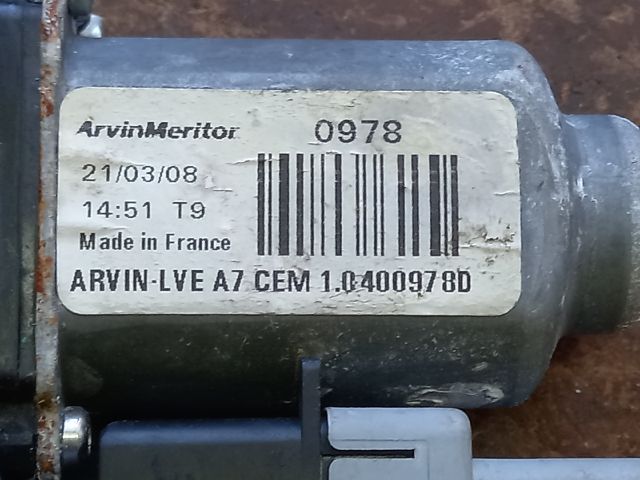 ArvinMeritor
0978
21/03/08
14:51 T9
Made in France
ARVIN-LVE A7 CEM 1.0400978D